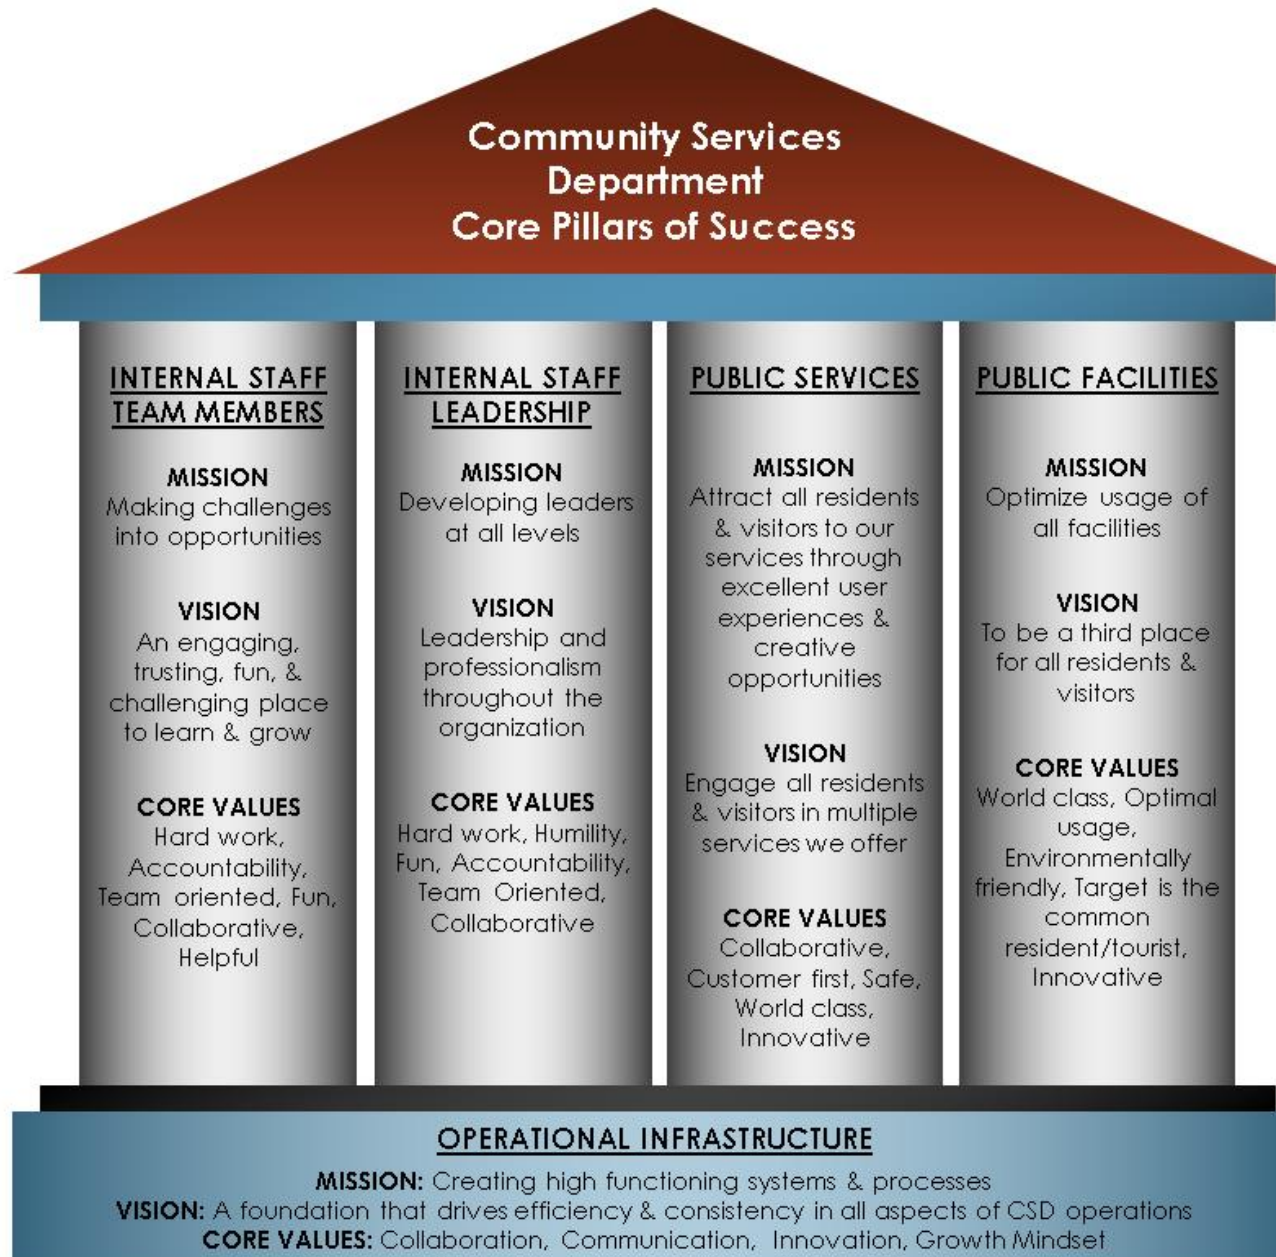 Community Services
Department
Core Pillars of Success
INTERNAL STAFF
TEAM MEMBERS
MISSION
Making challenges
into opportunities
VISION
An engaging,
trusting, fun, &
challenging place
to learn & grow
CORE VALUES
Hard work,
Accountability,
Team oriented, Fun,
Collaborative,
Helpful
INTERNAL STAFF
LEADERSHIP
MISSION
Developing leaders
at all levels
VISION
Leadership and
professionalism
throughout the
organization
CORE VALUES
Hard work, Humility,
Fun, Accountability,
Team Oriented,
Collaborative
PUBLIC SERVICES
MISSION
Attract all residents
& visitors to our
services through
excellent user
experiences &
creative
opportunities
VISION
Engage all residents
& visitors in multiple
services we offer
CORE VALUES
Collaborative,
Customer first, Safe,
World class,
Innovative
PUBLIC FACILITIES
MISSION
Optimize usage of
all facilities
VISION
To be a third place
for all residents &
visitors
CORE VALUES
World class, Optimal
usage,
Environmentally
friendly, Target is the
common
resident/tourist,
Innovative
OPERATIONAL INFRASTRUCTURE
MISSION: Creating high functioning systems & processes
VISION: A foundation that drives efficiency & consistency in all aspects of CSD operations
CORE VALUES: Collaboration, Communication, Innovation, Growth Mindset